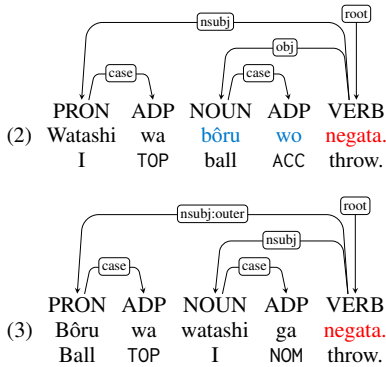 root
nsubj
obj
case case
PRON ADP NOUN ADP VERB
(2) Watashi wa bôru wo negata.
I TOP ball ACC throw.
root
nsubj:outer
nsubj
case case
PRON ADP NOUN ADP VERB
(3) Bôru wa watashi ga negata.
Ball TOP I NOM throw.